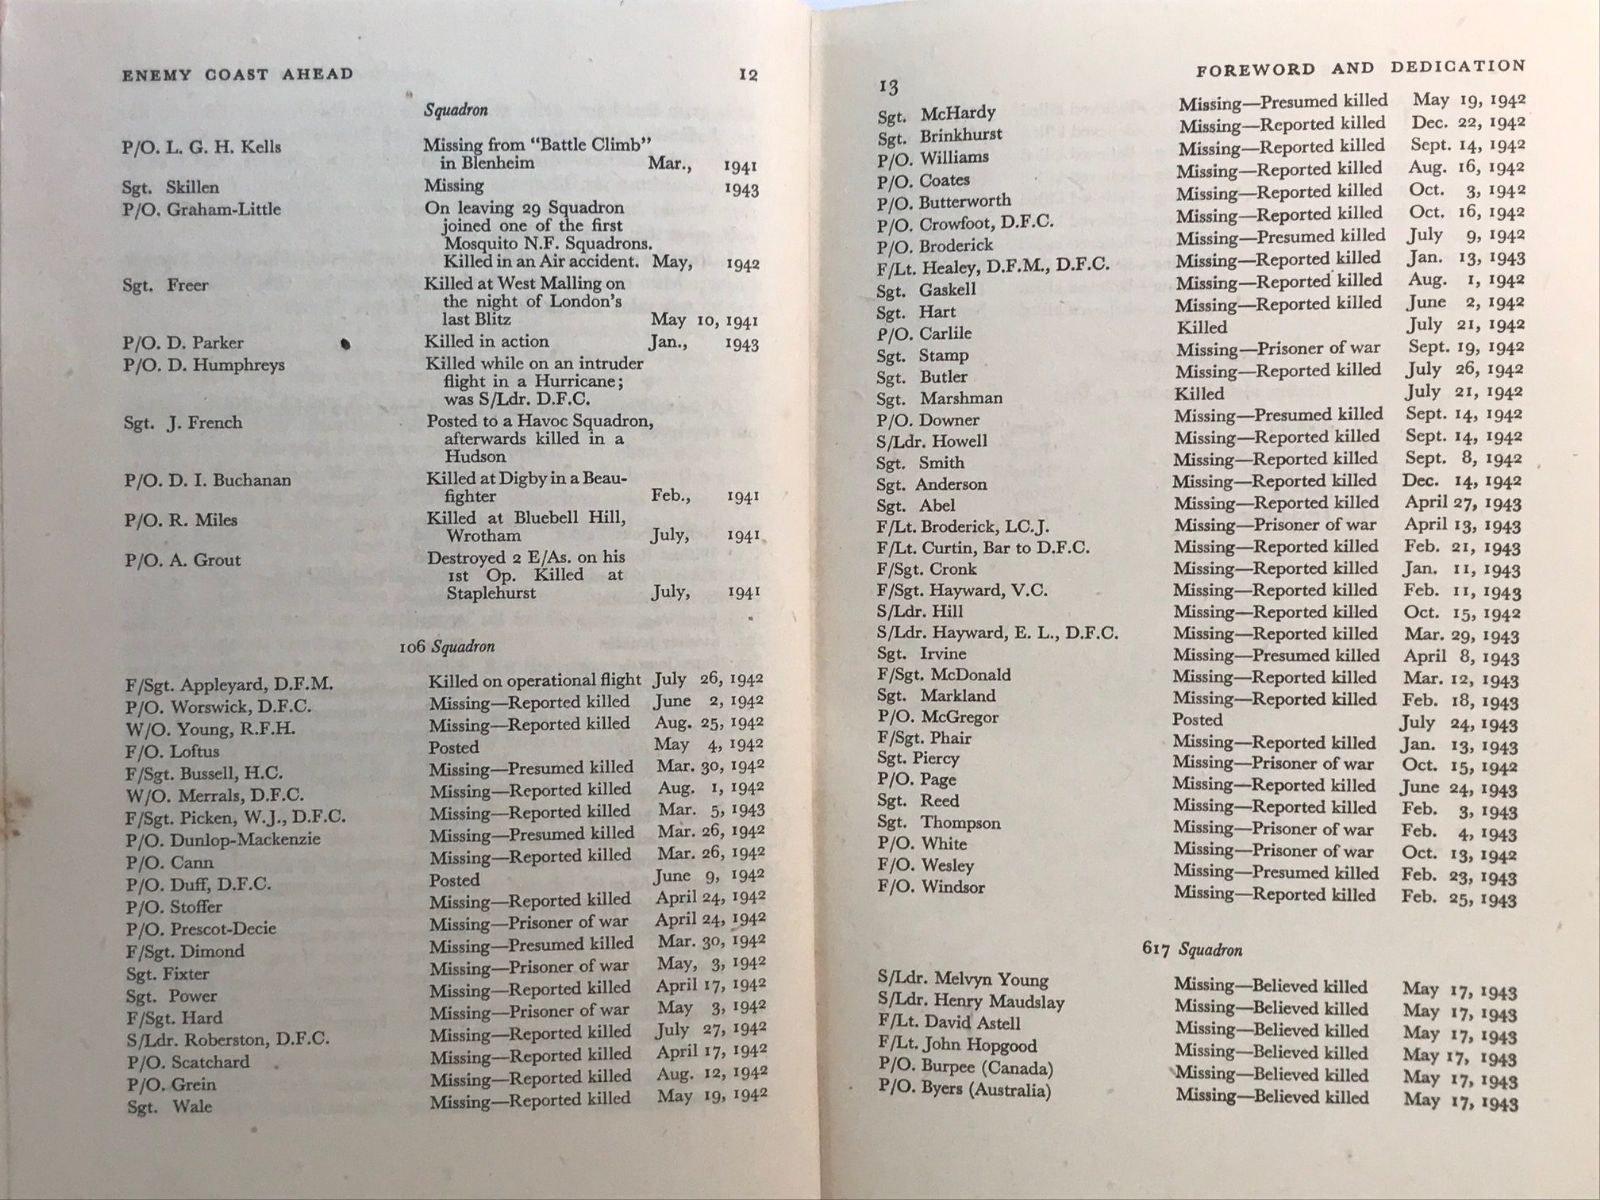 ENEMY COAST AHEAD 12
Squadron
P/O. L. G. H. Kells Missing from "Battle Climb"
in Blenheim Mar., 1941
Sgt. Skillen Missing 1943
P/O. Graham-Little On leaving 29 Squadron
joined one of the first
Mosquito N.F. Squadrons.
Killed in an Air accident. May, 1942
Sgt. Freer Killed at West Malling on
the night of London's
last Blitz May 10, 1941
P/O. D. Parker Killed in action Jan., 1943
P/O. D. Humphreys Killed while on an intruder
flight in a Hurricane;
was S/Ldr. D.F.C.
Sgt. J. French Posted to a Havoc Squadron,
afterwards killed in a
Hudson
P/O. D. I. Buchanan Killed at Digby in a Beau-
fighter Feb., 1941
P/O. R. Miles Killed at Bluebell Hill,
Wrotham July, 1941
P/O. A. Grout Destroyed 2 E/As. on his
1st Op. Killed at
Staplehurst July, 1941
106 Squadron
F/Sgt. Appleyard, D.F.M. Killed on operational flight July 26, 1942
P/O. Worswick, D.F.C. Missing—Reported killed June 2, 1942
W/O. Young, R.F.H. Missing—Reported killed Aug. 25, 1942
F/O. Loftus Posted May 4, 1942
F/Sgt. Bussell, H.C. Missing—Presumed killed Mar. 30, 1942
W/O. Merrals, D.F.C. Missing—Reported killed Aug. 1, 1942
F/Sgt. Picken, W.J., D.F.C. Missing—Reported killed Mar. 5, 1943
P/O. Dunlop-Mackenzie Missing—Presumed killed Mar. 26, 1942
P/O. Cann Missing—Reported killed Mar. 26, 1942
P/O. Duff, D.F.C. Posted June 9, 1942
P/O. Stoffer Missing—Reported killed April 24, 1942
P/O. Prescot-Decie Missing—Prisoner of war April 24, 1942
F/Sgt. Dimond Missing—Presumed killed Mar. 30, 1942
Sgt. Fixter Missing—Prisoner of war May, 3, 1942
Sgt. Power Missing—Reported killed April 17, 1942
F/Sgt. Hard Missing—Prisoner of war May 3, 1942
S/Ldr. Roberston, D.F.C. Missing—Reported killed July 27, 1942
P/O. Scatchard Missing—Reported killed April 17, 1942
P/O. Grein Missing—Reported killed Aug. 12, 1942
Sgt. Wale Missing—Reported killed May 19, 1942
13 FOREWORD AND DEDICATION
Sgt. McHardy Missing—Presumed killed May 19, 1942
Sgt. Brinkhurst Missing—Reported killed Dec. 22, 1942
P/O. Williams Missing—Reported killed Sept. 14, 1942
P/O. Coates Missing—Reported killed Aug. 16, 1942
P/O. Butterworth Missing—Reported killed Oct. 3, 1942
P/O. Crowfoot, D.F.C. Missing—Reported killed Oct. 16, 1942
P/O. Broderick Missing—Presumed killed July 9, 1942
F/Lt. Healey, D.F.M., D.F.C. Missing—Reported killed Jan. 13, 1943
Sgt. Gaskell Missing—Reported killed Aug. 1, 1942
Sgt. Hart Missing—Reported killed June 2, 1942
P/O. Carlile Killed July 21, 1942
Sgt. Stamp Missing—Prisoner of war Sept. 19, 1942
Sgt. Butler Missing—Reported killed July 26, 1942
Sgt. Marshman Killed July 21, 1942
P/O. Downer Missing—Presumed killed Sept. 14, 1942
S/Ldr. Howell Missing—Reported killed Sept. 14, 1942
Sgt. Smith Missing—Reported killed Sept. 8, 1942
Sgt. Anderson Missing—Reported killed Dec. 14, 1942
Sgt. Abel Missing—Reported killed April 27, 1943
F/Lt. Broderick, LC.J. Missing—Prisoner of war April 13, 1943
F/Lt. Curtin, Bar to D.F.C. Missing—Reported killed Feb. 21, 1943
F/Sgt. Cronk Missing—Reported killed Jan. 11, 1943
F/Sgt. Hayward, V.C. Missing—Reported killed Feb. 11, 1943
S/Ldr. Hill Missing—Reported killed Oct. 15, 1942
S/Ldr. Hayward, E. L., D.F.C. Missing—Reported killed Mar. 29, 1943
Sgt. Irvine Missing—Presumed killed April 8, 1943
F/Sgt. McDonald Missing—Reported killed Mar. 12, 1943
Sgt. Markland Missing—Reported killed Feb. 18, 1943
P/O. McGregor Posted July 24, 1943
F/Sgt. Phair Missing—Reported killed Jan. 13, 1943
Sgt. Piercy Missing—Prisoner of war Oct. 15, 1942
P/O. Page Missing—Reported killed June 24, 1943
Sgt. Reed Missing—Reported killed Feb. 3, 1943
Sgt. Thompson Missing—Prisoner of war Feb. 4, 1943
P/O. White Missing—Prisoner of war Oct. 13, 1942
F/O. Wesley Missing—Presumed killed Feb. 23, 1943
F/O. Windsor Missing—Reported killed Feb. 25, 1943
617 Squadron
S/Ldr. Melvyn Young Missing—Believed killed May 17, 1943
S/Ldr. Henry Maudslay Missing—Believed killed May 17, 1943
F/Lt. David Astell Missing—Believed killed May 17, 1943
F/Lt. John Hopgood Missing—Believed killed May 17, 1943
P/O. Burpee (Canada) Missing—Believed killed May 17, 1943
P/O. Byers (Australia) Missing—Believed killed May 17, 1943